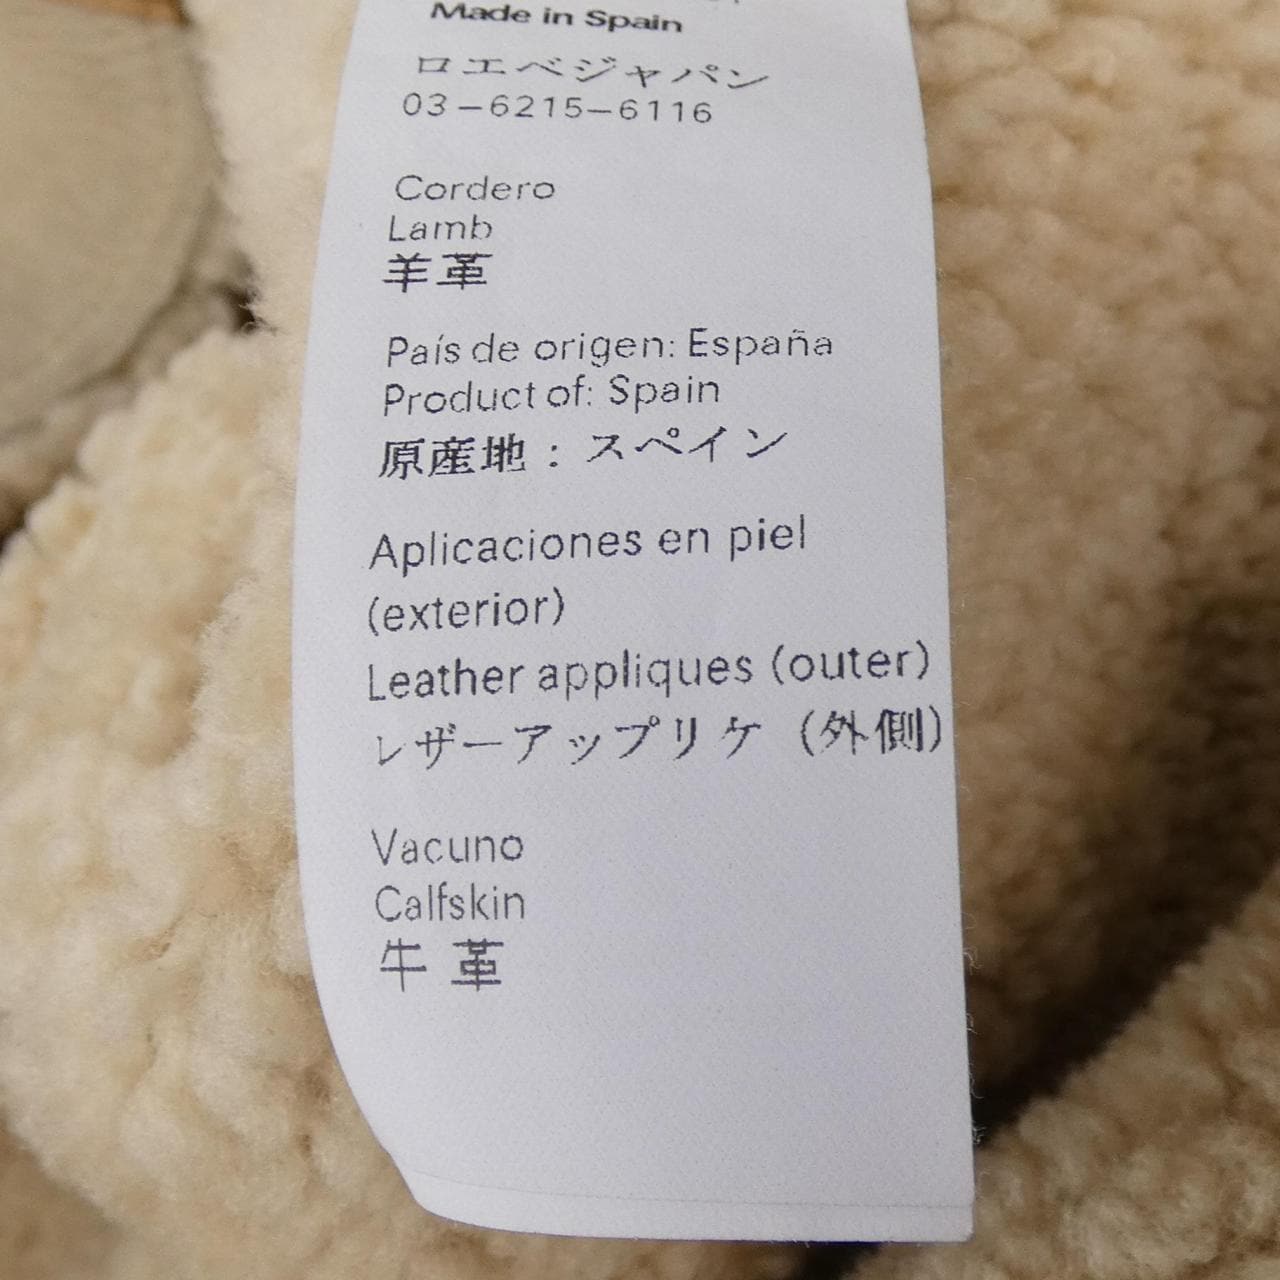 Made in Spain
ロエベジャパン
03-6215-6116
Cordero
Lamb
羊革
País de origen: España
Product of: Spain
原産地：スペイン
Aplicaciones en piel
(exterior)
Leather appliques (outer)
レザーアップリケ（外側）
Vacuno
Calfskin
牛革